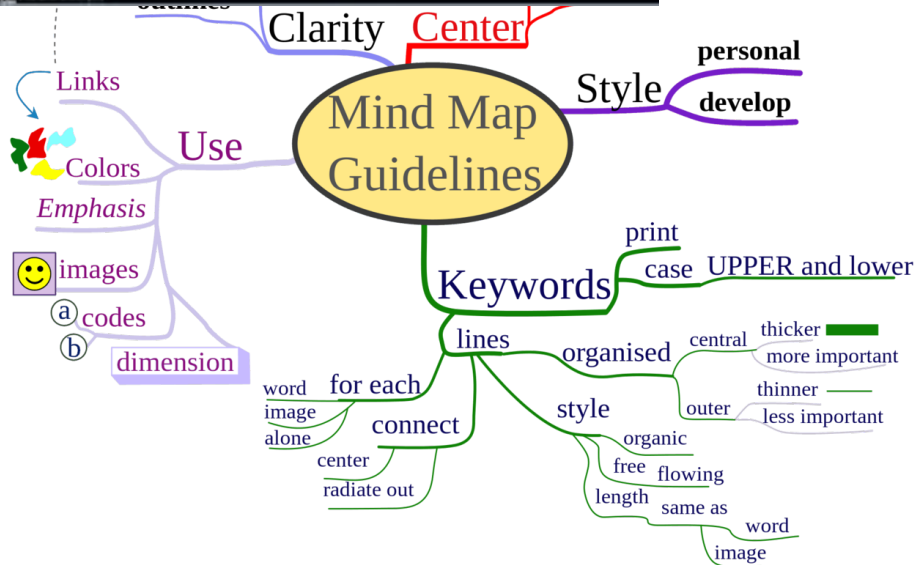 outlines
Clarity
Center
Style
personal
develop
Mind Map
Guidelines
Links
Use
Colors
Emphasis
images
a
codes
b
dimension
Keywords
print
case
UPPER and lower
lines
organised
central
thicker
more important
outer
thinner
less important
for each
word
image
alone
connect
center
radiate out
style
organic
free
flowing
length
same as
word
image